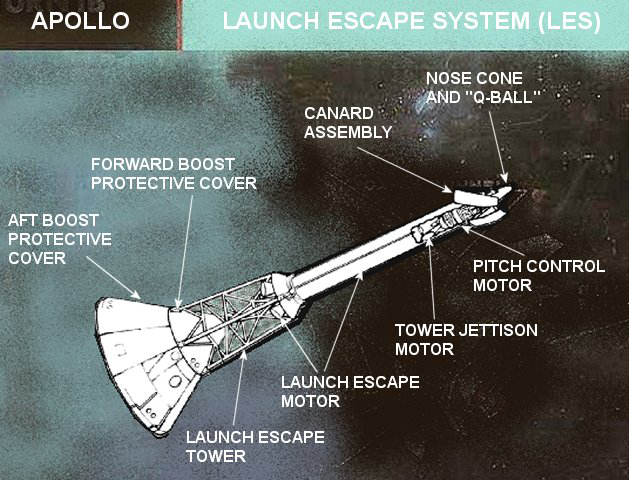 APOLLO
LAUNCH ESCAPE SYSTEM (LES)
NOSE CONE
AND "Q-BALL"
CANARD
ASSEMBLY
FORWARD BOOST
PROTECTIVE COVER
AFT BOOST
PROTECTIVE
COVER
PITCH CONTROL
MOTOR
TOWER JETTISON
MOTOR
LAUNCH ESCAPE
MOTOR
LAUNCH ESCAPE
TOWER